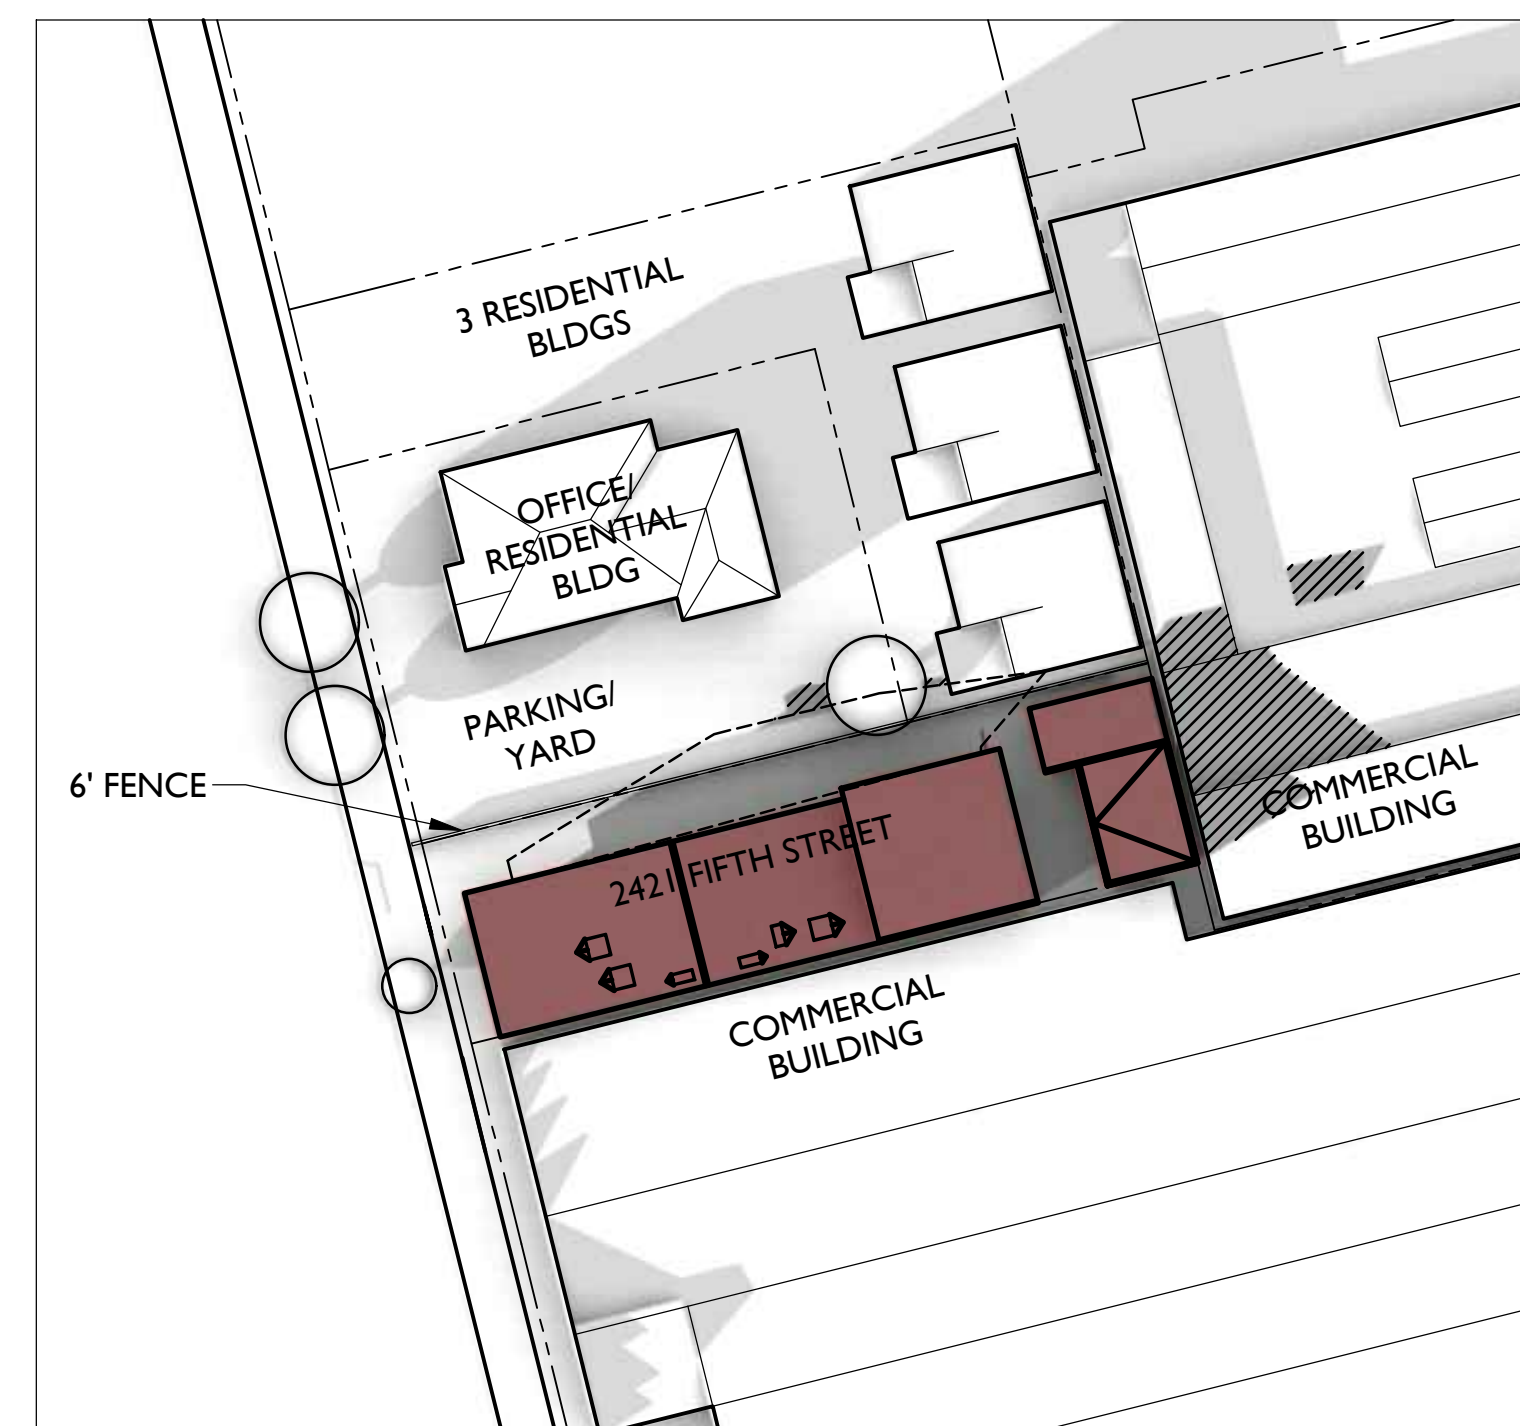 3 RESIDENTIAL
BLDGS
OFFICE/
RESIDENTIAL
BLDG
PARKING/
YARD
6' FENCE
2421 FIFTH STREET
COMMERCIAL
BUILDING
COMMERCIAL
BUILDING